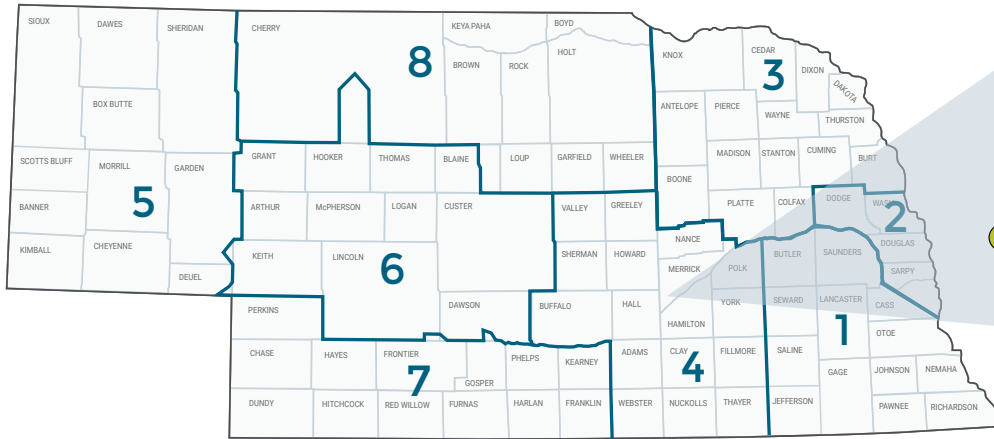 SIOUX
DAWES
SHERIDAN
CHERRY
KEYA PAHA
BOYD
HOLT
BROWN
ROCK
8
KNOX
CEDAR
3
DIXON
DAKOTA
BOX BUTTE
ANTELOPE
PIERCE
WAYNE
THURSTON
SCOTTS BLUFF
MORRILL
GARDEN
GRANT
HOOKER
THOMAS
BLAINE
LOUP
GARFIELD
WHEELER
MADISON
STANTON
CUMING
BURT
BOONE
5
BANNER
ARTHUR
McPHERSON
LOGAN
CUSTER
VALLEY
GREELEY
PLATTE
COLFAX
DODGE
WASH
2
KIMBALL
CHEYENNE
DEUEL
KEITH
LINCOLN
6
SHERMAN
HOWARD
NANCE
MERRICK
POLK
BUTLER
SAUNDERS
DOUGLAS
SARPY
PERKINS
DAWSON
BUFFALO
HALL
HAMILTON
YORK
SEWARD
LANCASTER
CASS
1
OTOE
CHASE
HAYES
FRONTIER
7
GOSPER
PHELPS
KEARNEY
ADAMS
CLAY
4
FILLMORE
SALINE
GAGE
JOHNSON
NEMAHA
DUNDY
HITCHCOCK
RED WILLOW
FURNAS
HARLAN
FRANKLIN
WEBSTER
NUCKOLLS
THAYER
JEFFERSON
PAWNEE
RICHARDSON